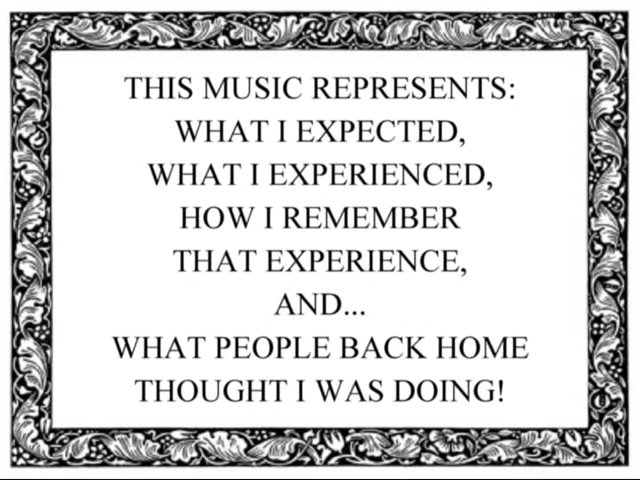 THIS MUSIC REPRESENTS:
WHAT I EXPECTED,
WHAT I EXPERIENCED,
HOW I REMEMBER
THAT EXPERIENCE,
AND...
WHAT PEOPLE BACK HOME
THOUGHT I WAS DOING!